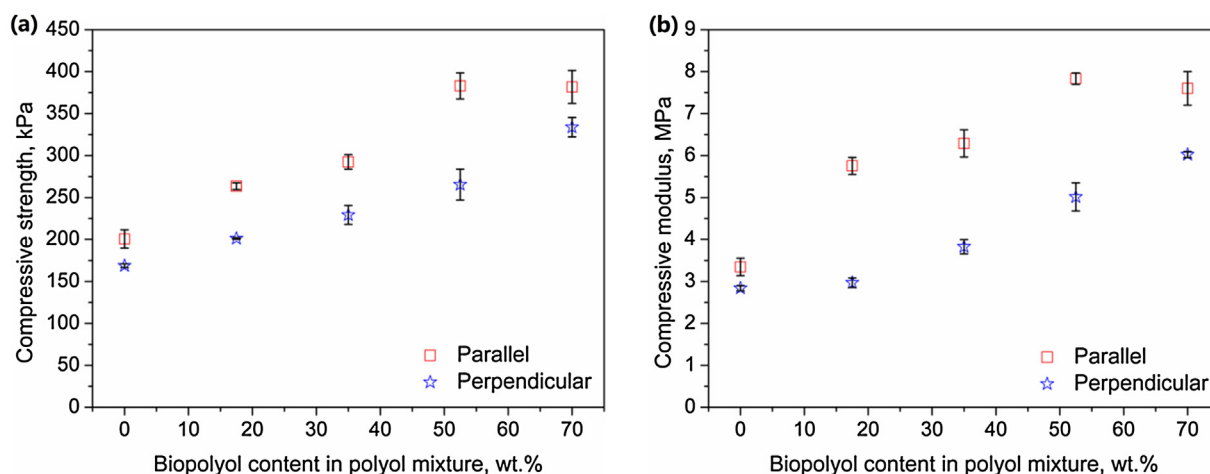 (a)
450
400
350
300
250
200
150
100
50
0
Compressive strength, kPa
Parallel
Perpendicular
0 10 20 30 40 50 60 70
Biopolyol content in polyol mixture, wt.%
(b)
9
8
7
6
5
4
3
2
1
0
Compressive modulus, MPa
Parallel
Perpendicular
0 10 20 30 40 50 60 70
Biopolyol content in polyol mixture, wt.%